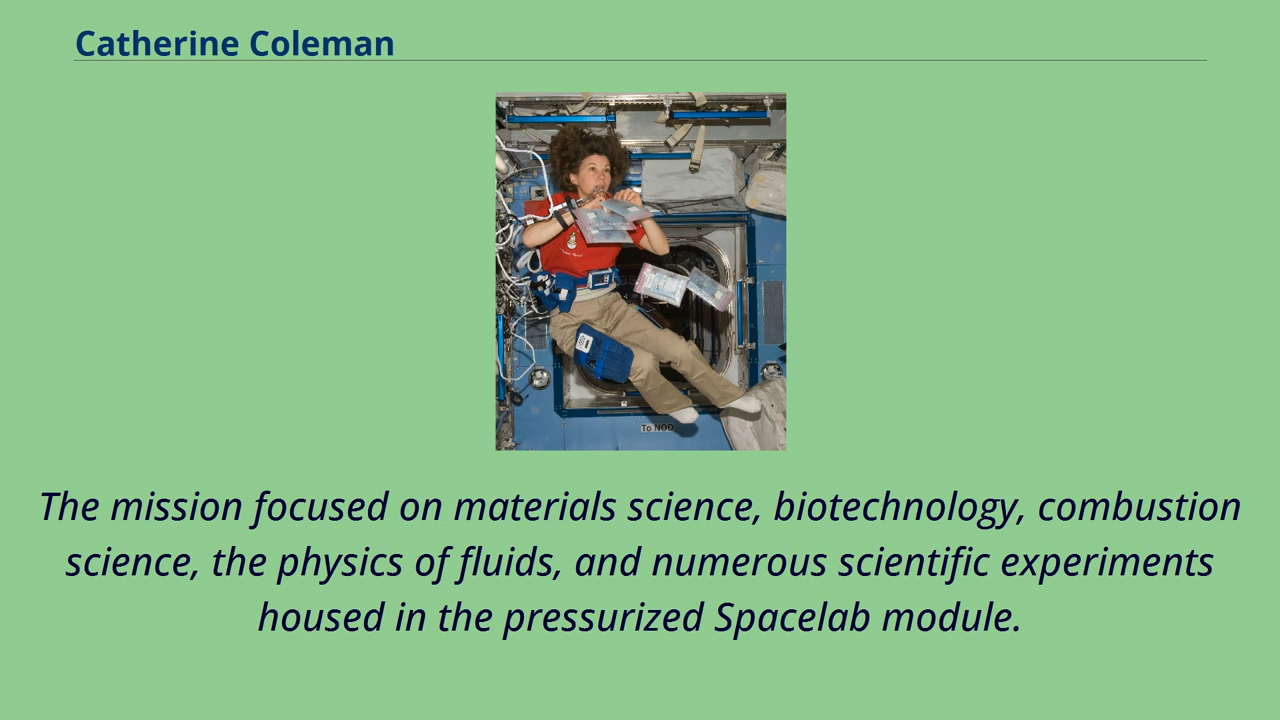 Catherine Coleman
To NOD
The mission focused on materials science, biotechnology, combustion
science, the physics of fluids, and numerous scientific experiments
housed in the pressurized Spacelab module.